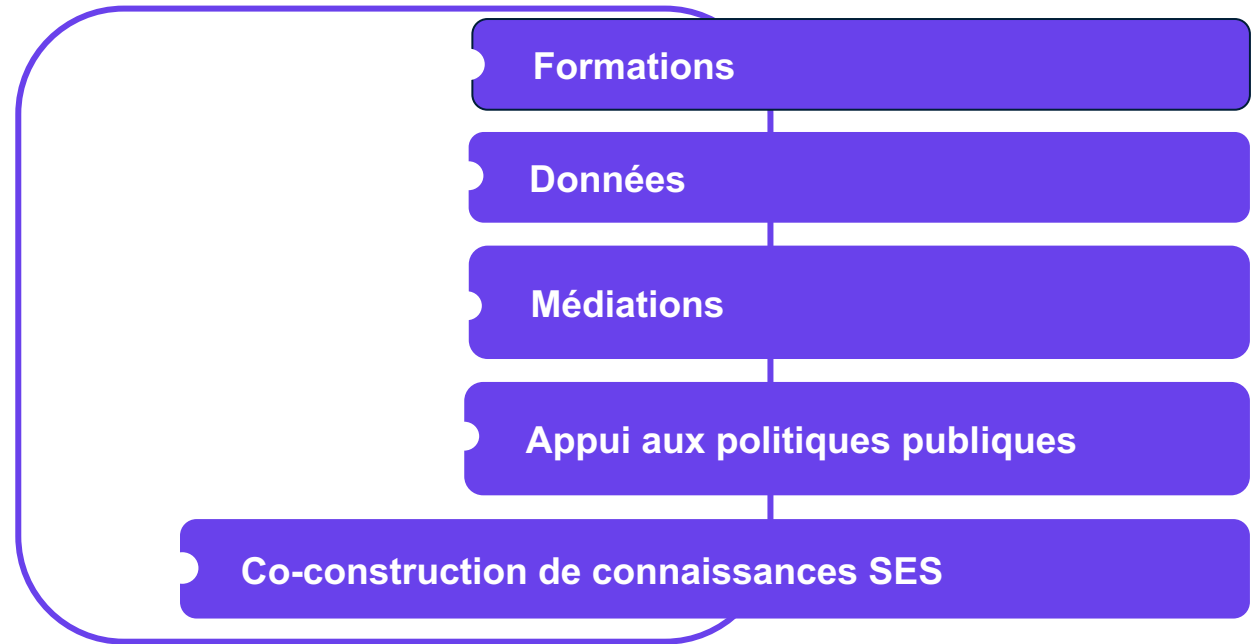 Formations
Données
Médiations
Appui aux politiques publiques
Co-construction de connaissances SES